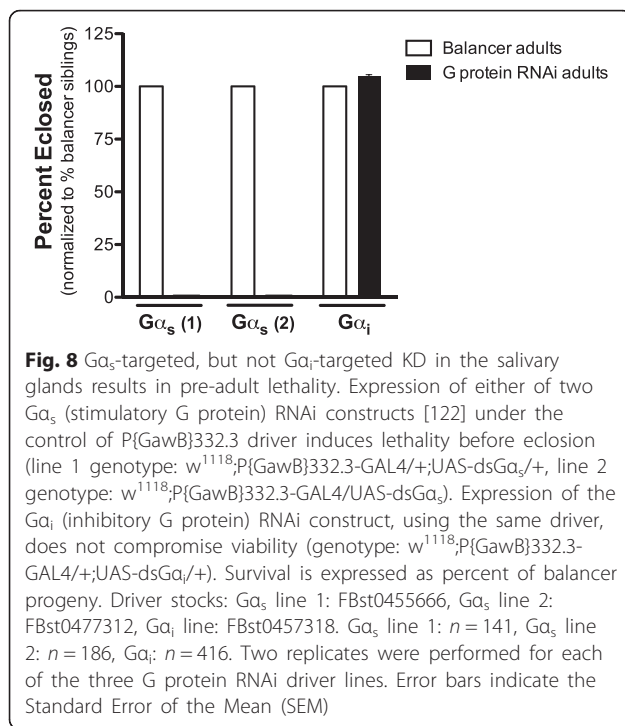 125
100
75
50
25
0
Percent Eclosed
(normalized to % balancer siblings)
Balancer adults
G protein RNAi adults
Gαs (1)
Gαs (2)
Gαi
Fig. 8 Gαs-targeted, but not Gαi-targeted KD in the salivary
glands results in pre-adult lethality. Expression of either of two
Gαs (stimulatory G protein) RNAi constructs [122] under the
control of P{GawB}332.3 driver induces lethality before eclosion
(line 1 genotype: w1118;P{GawB}332.3-GAL4/+;UAS-dsGαs/+, line 2
genotype: w1118;P{GawB}332.3-GAL4/UAS-dsGαs). Expression of the
Gαi (inhibitory G protein) RNAi construct, using the same driver,
does not compromise viability (genotype: w1118;P{GawB}332.3-
GAL4/+;UAS-dsGαi/+). Survival is expressed as percent of balancer
progeny. Driver stocks: Gαs line 1: FBst0455666, Gαs line 2:
FBst0477312, Gαi line: FBst0457318. Gαs line 1: n = 141, Gαs line
2: n = 186, Gαi: n = 416. Two replicates were performed for each
of the three G protein RNAi driver lines. Error bars indicate the
Standard Error of the Mean (SEM)